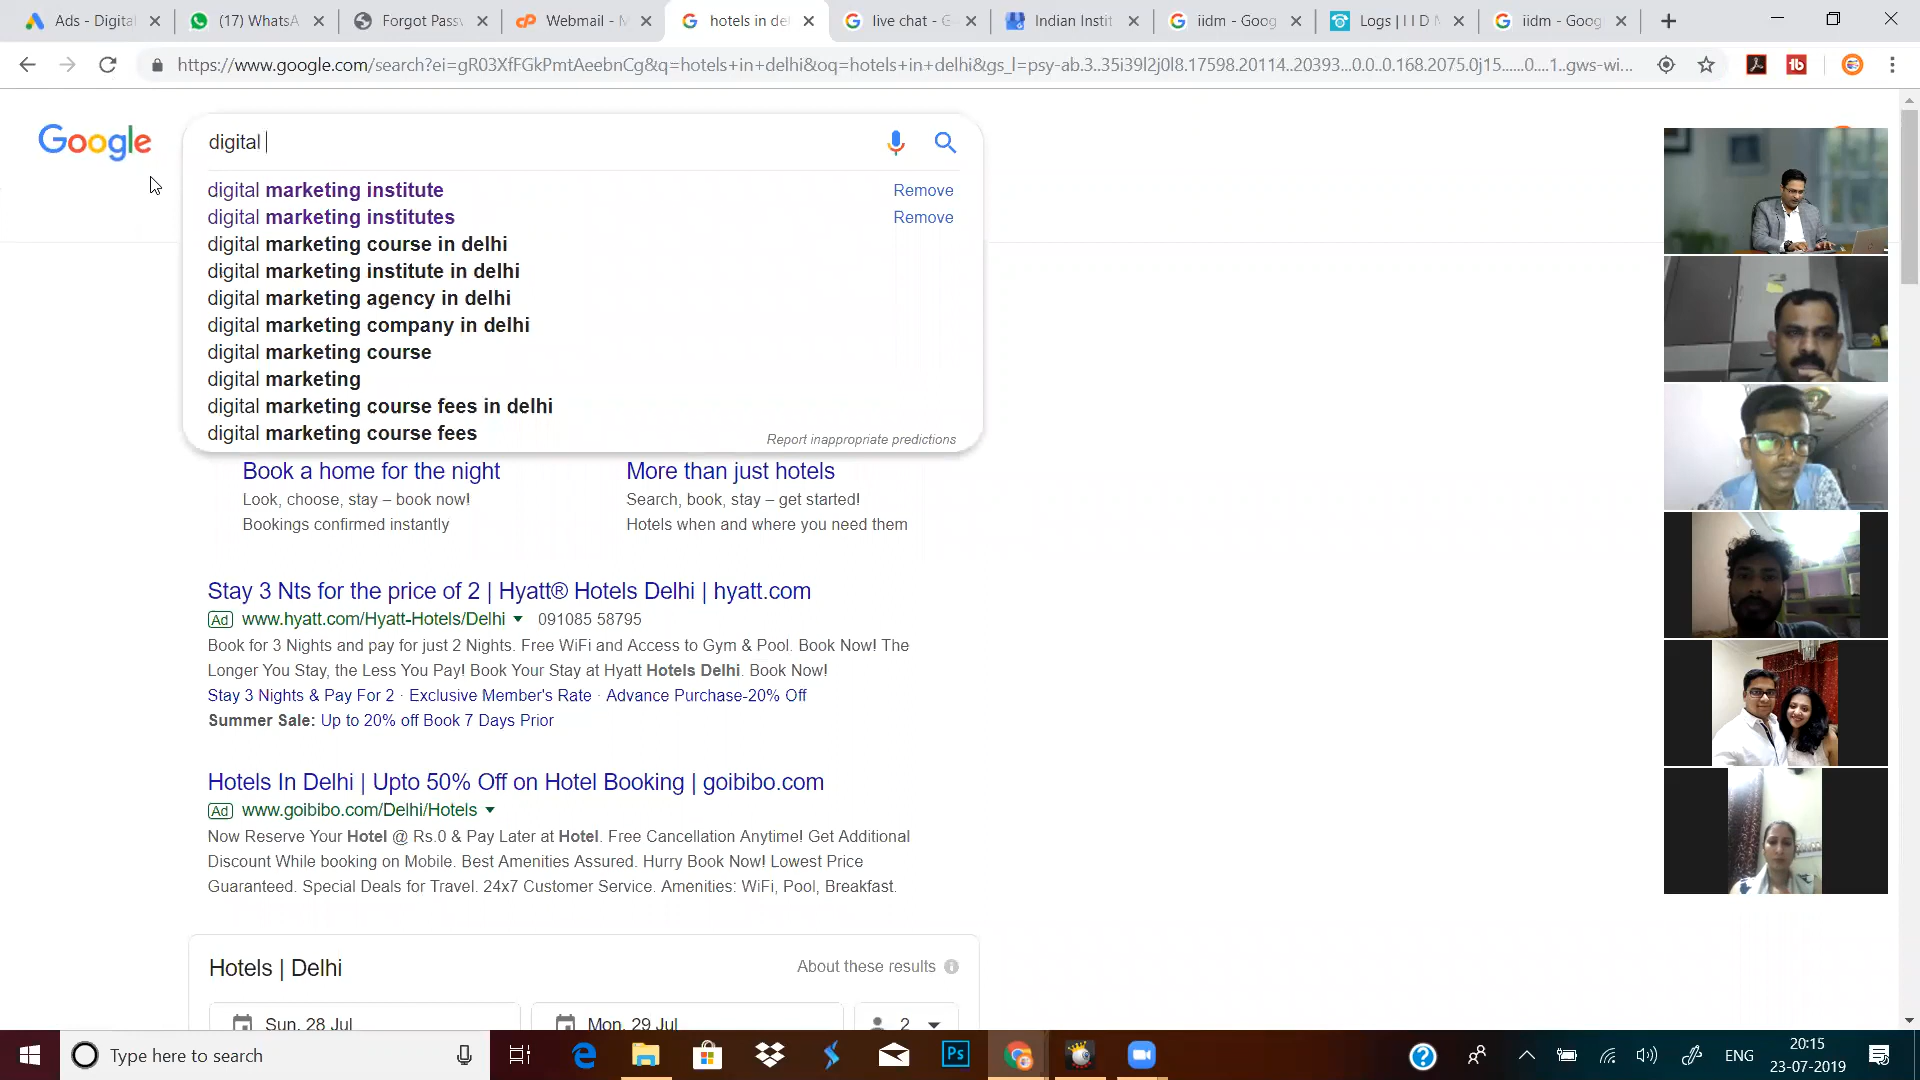 Ads - Digital
(17) WhatsA
Forgot Passw
Webmail - M
hotels in del
live chat - G
Indian Instit
iidm - Goog
Logs | I I D M
iidm - Goog
https://www.google.com/search?ei=gR03XfFGkPmtAeebnCg&q=hotels+in+delhi&oq=hotels+in+delhi&gs_l=psy-ab.3..35i39l2j0l8.17598.20114..20393...0.0..0.168.2075.0j15......0....1..gws-wi...
Google
digital
digital marketing institute Remove
digital marketing institutes Remove
digital marketing course in delhi
digital marketing institute in delhi
digital marketing agency in delhi
digital marketing company in delhi
digital marketing course
digital marketing
digital marketing course fees in delhi
digital marketing course fees
Report inappropriate predictions
Book a home for the night
Look, choose, stay – book now!
Bookings confirmed instantly
More than just hotels
Search, book, stay – get started!
Hotels when and where you need them
Stay 3 Nts for the price of 2 | Hyatt® Hotels Delhi | hyatt.com
Ad www.hyatt.com/Hyatt-Hotels/Delhi 091085 58795
Book for 3 Nights and pay for just 2 Nights. Free WiFi and Access to Gym & Pool. Book Now! The
Longer You Stay, the Less You Pay! Book Your Stay at Hyatt Hotels Delhi. Book Now!
Stay 3 Nights & Pay For 2 · Exclusive Member's Rate · Advance Purchase-20% Off
Summer Sale: Up to 20% off Book 7 Days Prior
Hotels In Delhi | Upto 50% Off on Hotel Booking | goibibo.com
Ad www.goibibo.com/Delhi/Hotels
Now Reserve Your Hotel @ Rs.0 & Pay Later at Hotel. Free Cancellation Anytime! Get Additional
Discount While booking on Mobile. Best Amenities Assured. Hurry Book Now! Lowest Price
Guaranteed. Special Deals for Travel. 24x7 Customer Service. Amenities: WiFi, Pool, Breakfast.
Hotels | Delhi About these results
Sun, 28 Jul Mon, 29 Jul 2
Type here to search
Ps
ENG
20:15
23-07-2019